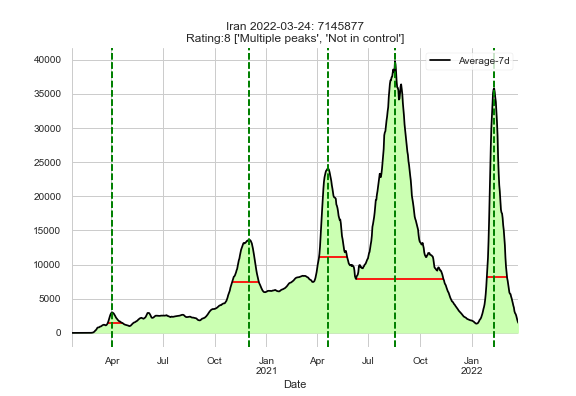 Iran 2022-03-24: 7145877
Rating:8 ['Multiple peaks', 'Not in control']
Average-7d
40000
35000
30000
25000
20000
15000
10000
5000
0
Apr Jul Oct Jan Apr Jul Oct Jan
2021 2022
Date